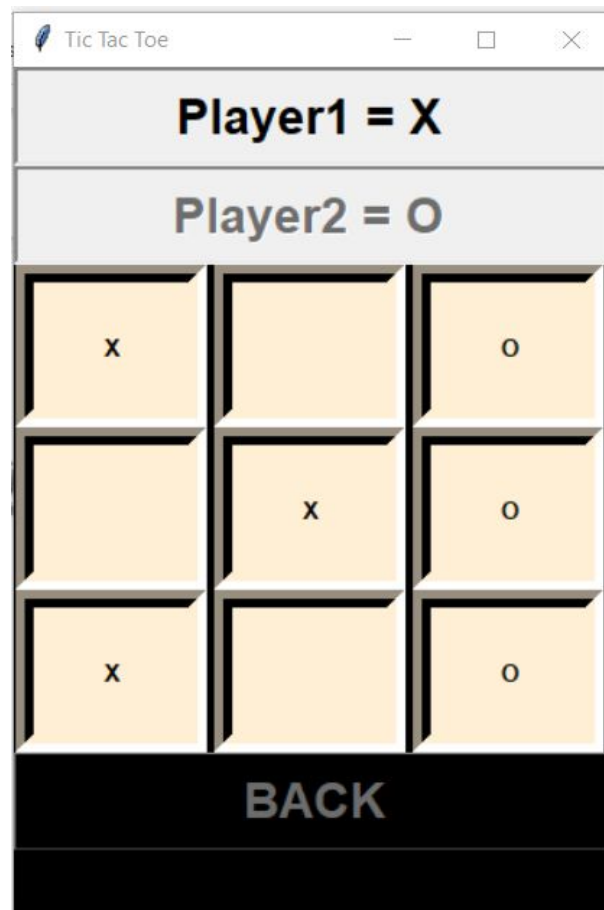 Tic Tac Toe
Player1 = X
Player2 = O
X O
X O
X O
BACK